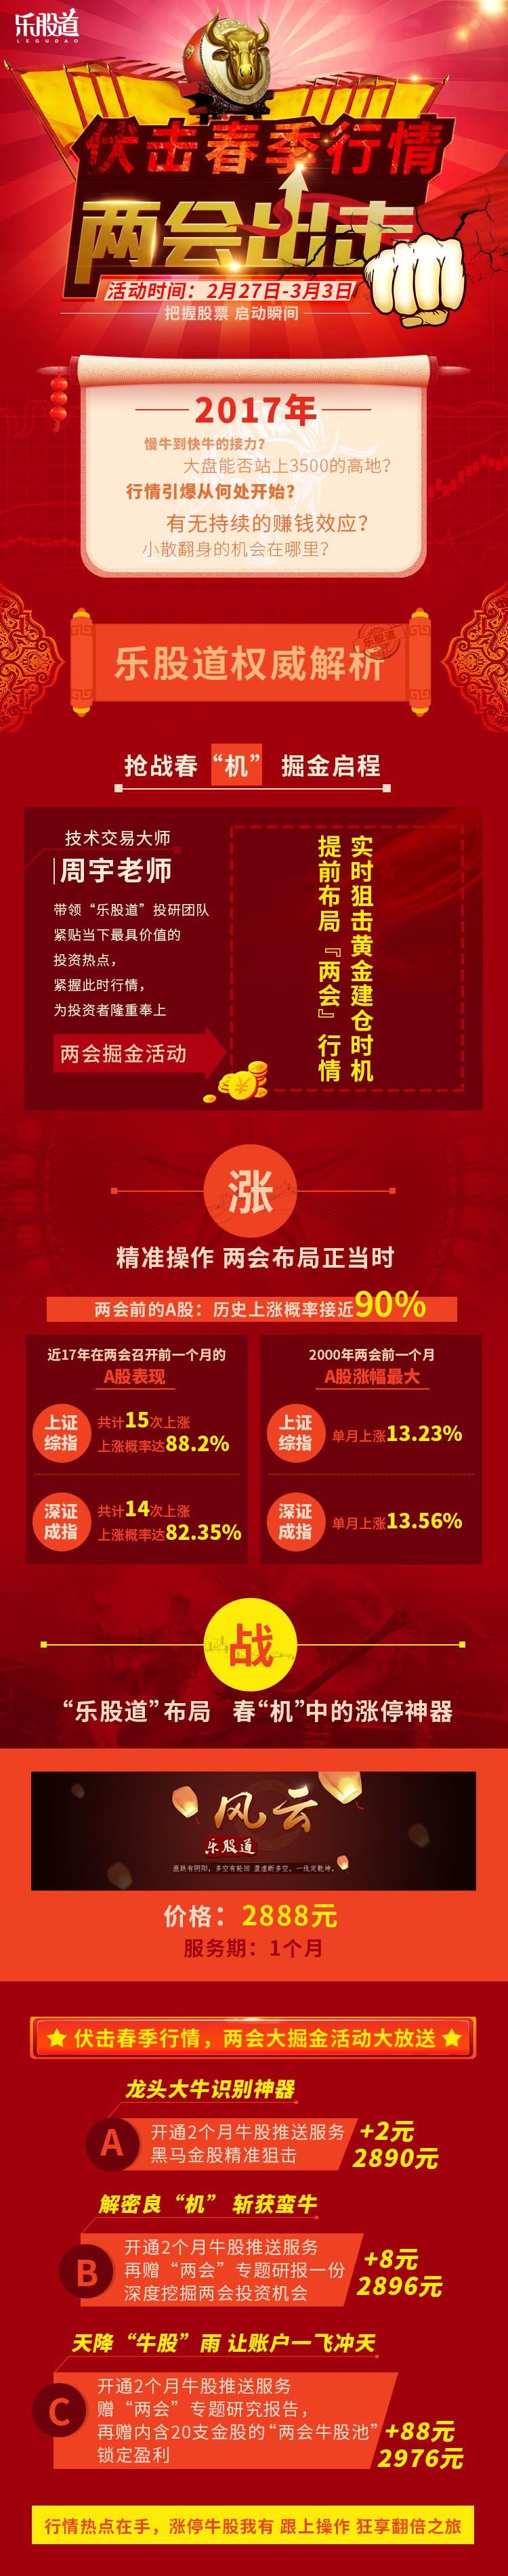 乐股道
LEGUDAO
伏击春季行情
两会出击
活动时间：2月27日-3月3日
把握股票 启动瞬间
2017年
慢牛到快牛的接力？
大盘能否站上3500的高地？
行情引爆从何处开始？
有无持续的赚钱效应？
小散翻身的机会在哪里？
乐股道权威解析
乐股道
抢战春“机” 掘金启程
技术交易大师
周宇老师
带领“乐股道”投研团队
紧贴当下最具价值的
投资热点，
紧握此时行情，
为投资者隆重奉上
两会掘金活动
实时狙击黄金建仓时机
提前布局『两会』行情
涨
精准操作 两会布局正当时
两会前的A股：历史上涨概率接近90%
近17年在两会召开前一个月的
A股表现
上证综指
共计15次上涨
上涨概率达88.2%
深证成指
共计14次上涨
上涨概率达82.35%
2000年两会前一个月
A股涨幅最大
上证综指
单月上涨13.23%
深证成指
单月上涨13.56%
战
“乐股道”布局 春“机”中的涨停神器
风云
乐股道
涨跌有阴阳，多空有轮回 盈虚断多空，一线定乾坤。
价格：2888元
服务期：1个月
伏击春季行情，两会大掘金活动大放送
龙头大牛识别神器
A
开通2个月牛股推送服务
黑马金股精准狙击
+2元
2890元
解密良“机” 斩获蛮牛
B
开通2个月牛股推送服务
再赠“两会”专题研报一份
深度挖掘两会投资机会
+8元
2896元
天降“牛股”雨 让账户一飞冲天
C
开通2个月牛股推送服务
赠“两会”专题研究报告，
再赠内含20支金股的“两会牛股池”
锁定盈利
+88元
2976元
行情热点在手，涨停牛股我有 跟上操作 狂享翻倍之旅